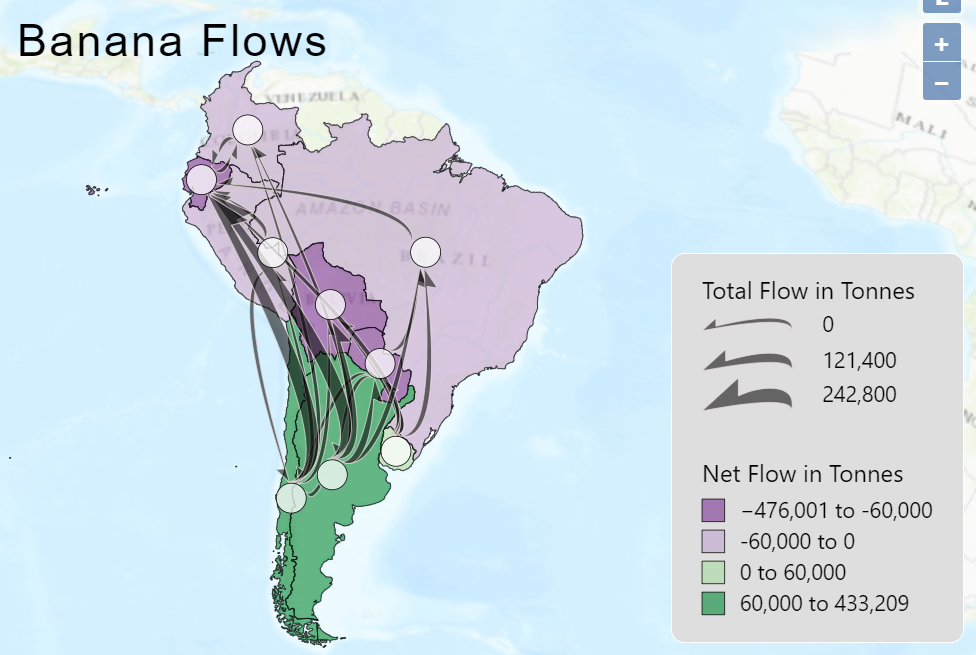 Banana Flows
VENEZUELA
MALI
AMAZON BASIN
BRAZIL
Total Flow in Tonnes
0
121,400
242,800
Net Flow in Tonnes
−476,001 to -60,000
-60,000 to 0
0 to 60,000
60,000 to 433,209
+
−